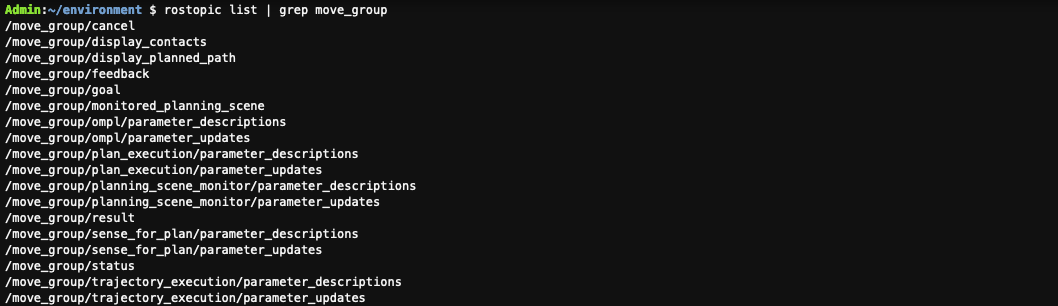 Admin:~/environment $ rostopic list | grep move_group
/move_group/cancel
/move_group/display_contacts
/move_group/display_planned_path
/move_group/feedback
/move_group/goal
/move_group/monitored_planning_scene
/move_group/ompl/parameter_descriptions
/move_group/ompl/parameter_updates
/move_group/plan_execution/parameter_descriptions
/move_group/plan_execution/parameter_updates
/move_group/planning_scene_monitor/parameter_descriptions
/move_group/planning_scene_monitor/parameter_updates
/move_group/result
/move_group/sense_for_plan/parameter_descriptions
/move_group/sense_for_plan/parameter_updates
/move_group/status
/move_group/trajectory_execution/parameter_descriptions
/move_group/trajectory_execution/parameter_updates